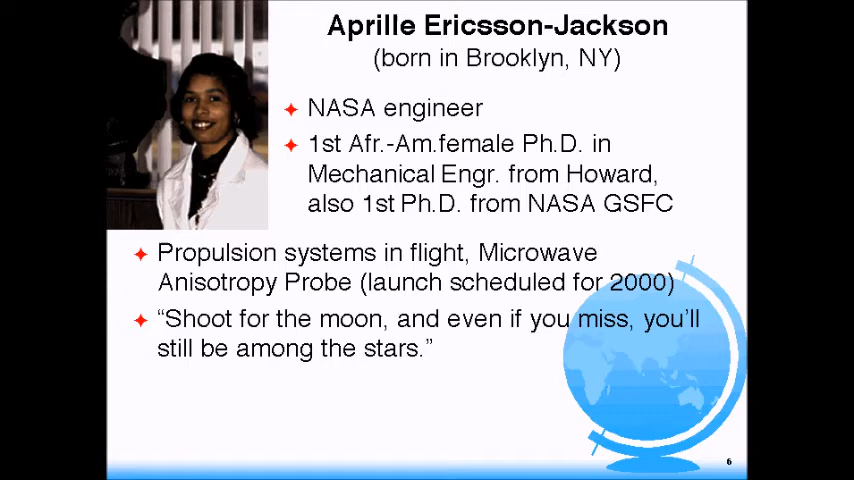 Aprille Ericsson-Jackson
(born in Brooklyn, NY)
✦ NASA engineer
✦ 1st Afr.-Am.female Ph.D. in
Mechanical Engr. from Howard,
also 1st Ph.D. from NASA GSFC
✦ Propulsion systems in flight, Microwave
Anisotropy Probe (launch scheduled for 2000)
✦ “Shoot for the moon, and even if you miss, you’ll
still be among the stars.”
6